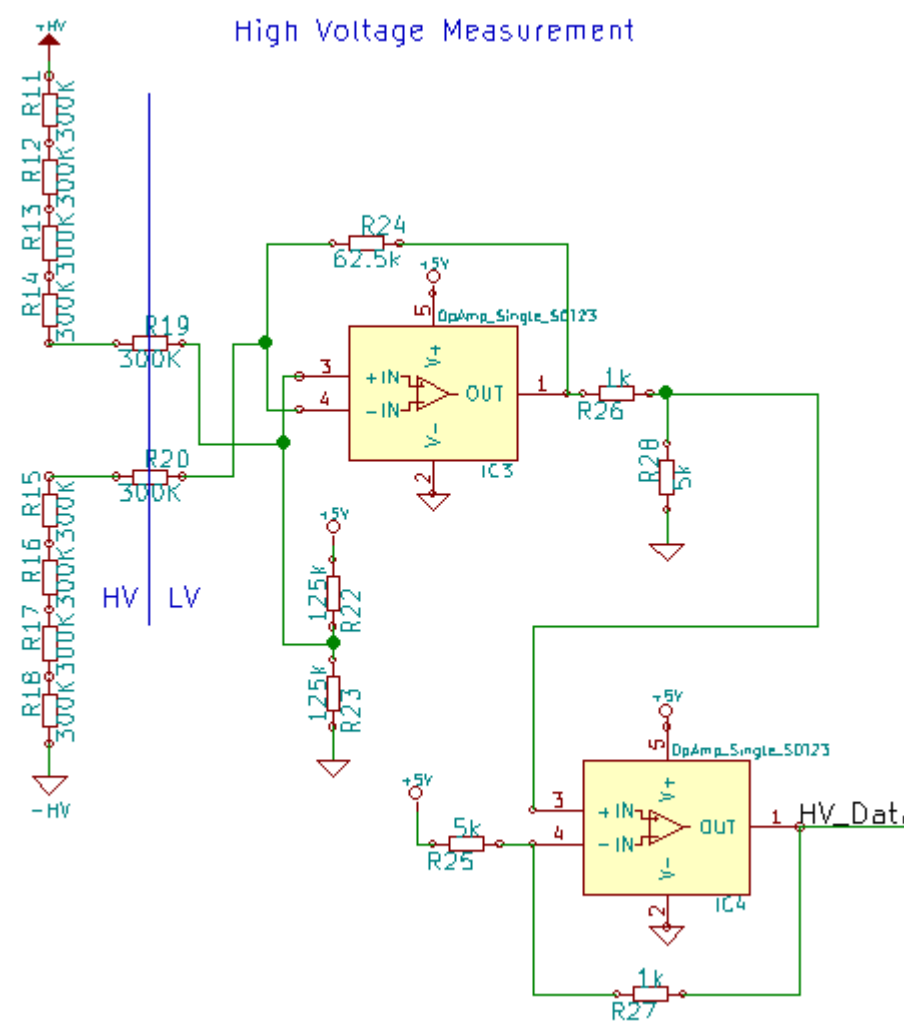 High Voltage Measurement
+HV
R11
300K
R12
300K
R13
300K
R14
300K
R19
300K
R20
300K
R15
300K
R16
300K
R17
300K
R18
300K
-HV
HV
LV
R24
62.5k
+5V
5
OpAmp_Single_SO123
3
+IN
4
-IN
V+
OUT
V-
1
2
IC3
1k
R26
R28
5k
+5V
125k
R22
125k
R23
+5V
5
OpAmp_Single_SO123
3
+IN
4
-IN
V+
OUT
V-
1
HV_Data
2
IC4
+5V
5k
R25
1k
R27